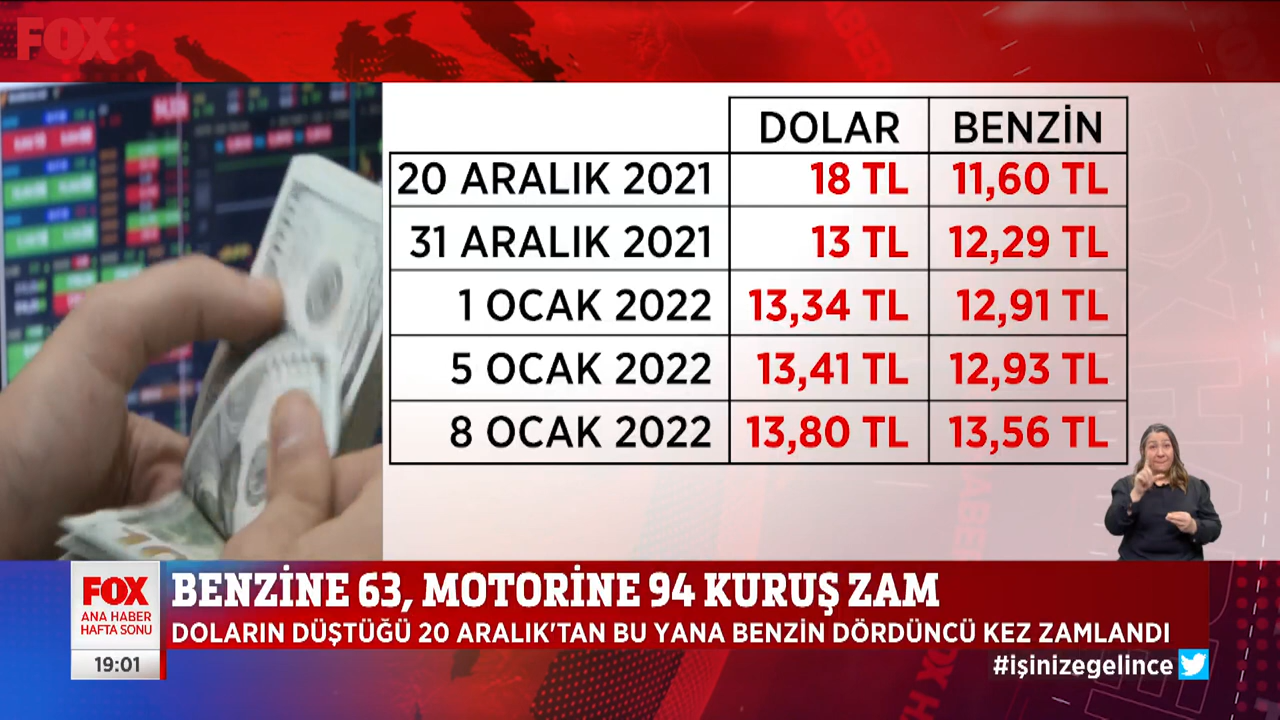 FOX
DOLAR BENZİN
20 ARALIK 2021 18 TL 11,60 TL
31 ARALIK 2021 13 TL 12,29 TL
1 OCAK 2022 13,34 TL 12,91 TL
5 OCAK 2022 13,41 TL 12,93 TL
8 OCAK 2022 13,80 TL 13,56 TL
FOX
ANA HABER
HAFTA SONU
19:01
BENZİNE 63, MOTORİNE 94 KURUŞ ZAM
DOLARIN DÜŞTÜĞÜ 20 ARALIK'TAN BU YANA BENZİN DÖRDÜNCÜ KEZ ZAMLANDI
#işinizegelince